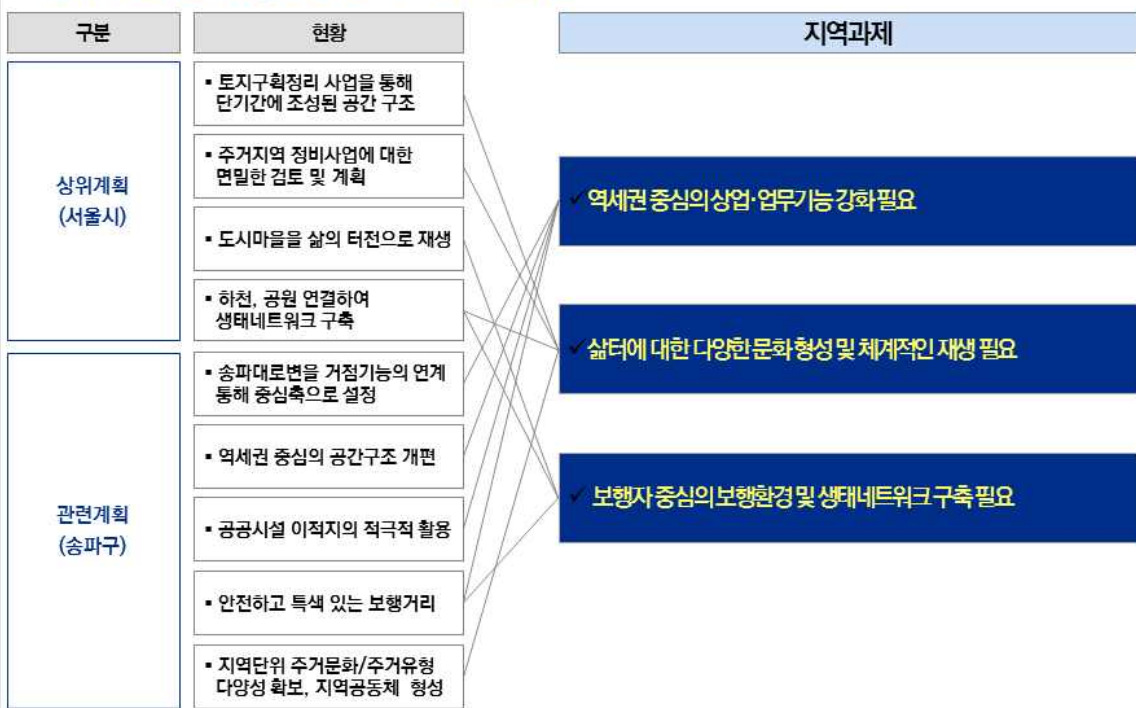 구분
현황
지역과제
상위계획
(서울시)
▪ 토지구획정리 사업을 통해
단기간에 조성된 공간 구조
▪ 주거지역 정비사업에 대한
면밀한 검토 및 계획
▪ 도시마을을 삶의 터전으로 재생
▪ 하천, 공원 연결하여
생태네트워크 구축
관련계획
(송파구)
▪ 송파대로변을 거점기능의 연계
통해 중심축으로 설정
▪ 역세권 중심의 공간구조 개편
▪ 공공시설 이적지의 적극적 활용
▪ 안전하고 특색 있는 보행거리
▪ 지역단위 주거문화/주거유형
다양성 확보, 지역공동체 형성
✓ 역세권 중심의 상업·업무기능 강화 필요
✓ 삶터에 대한 다양한 문화 형성 및 체계적인 재생 필요
✓ 보행자 중심의 보행환경 및 생태네트워크 구축 필요